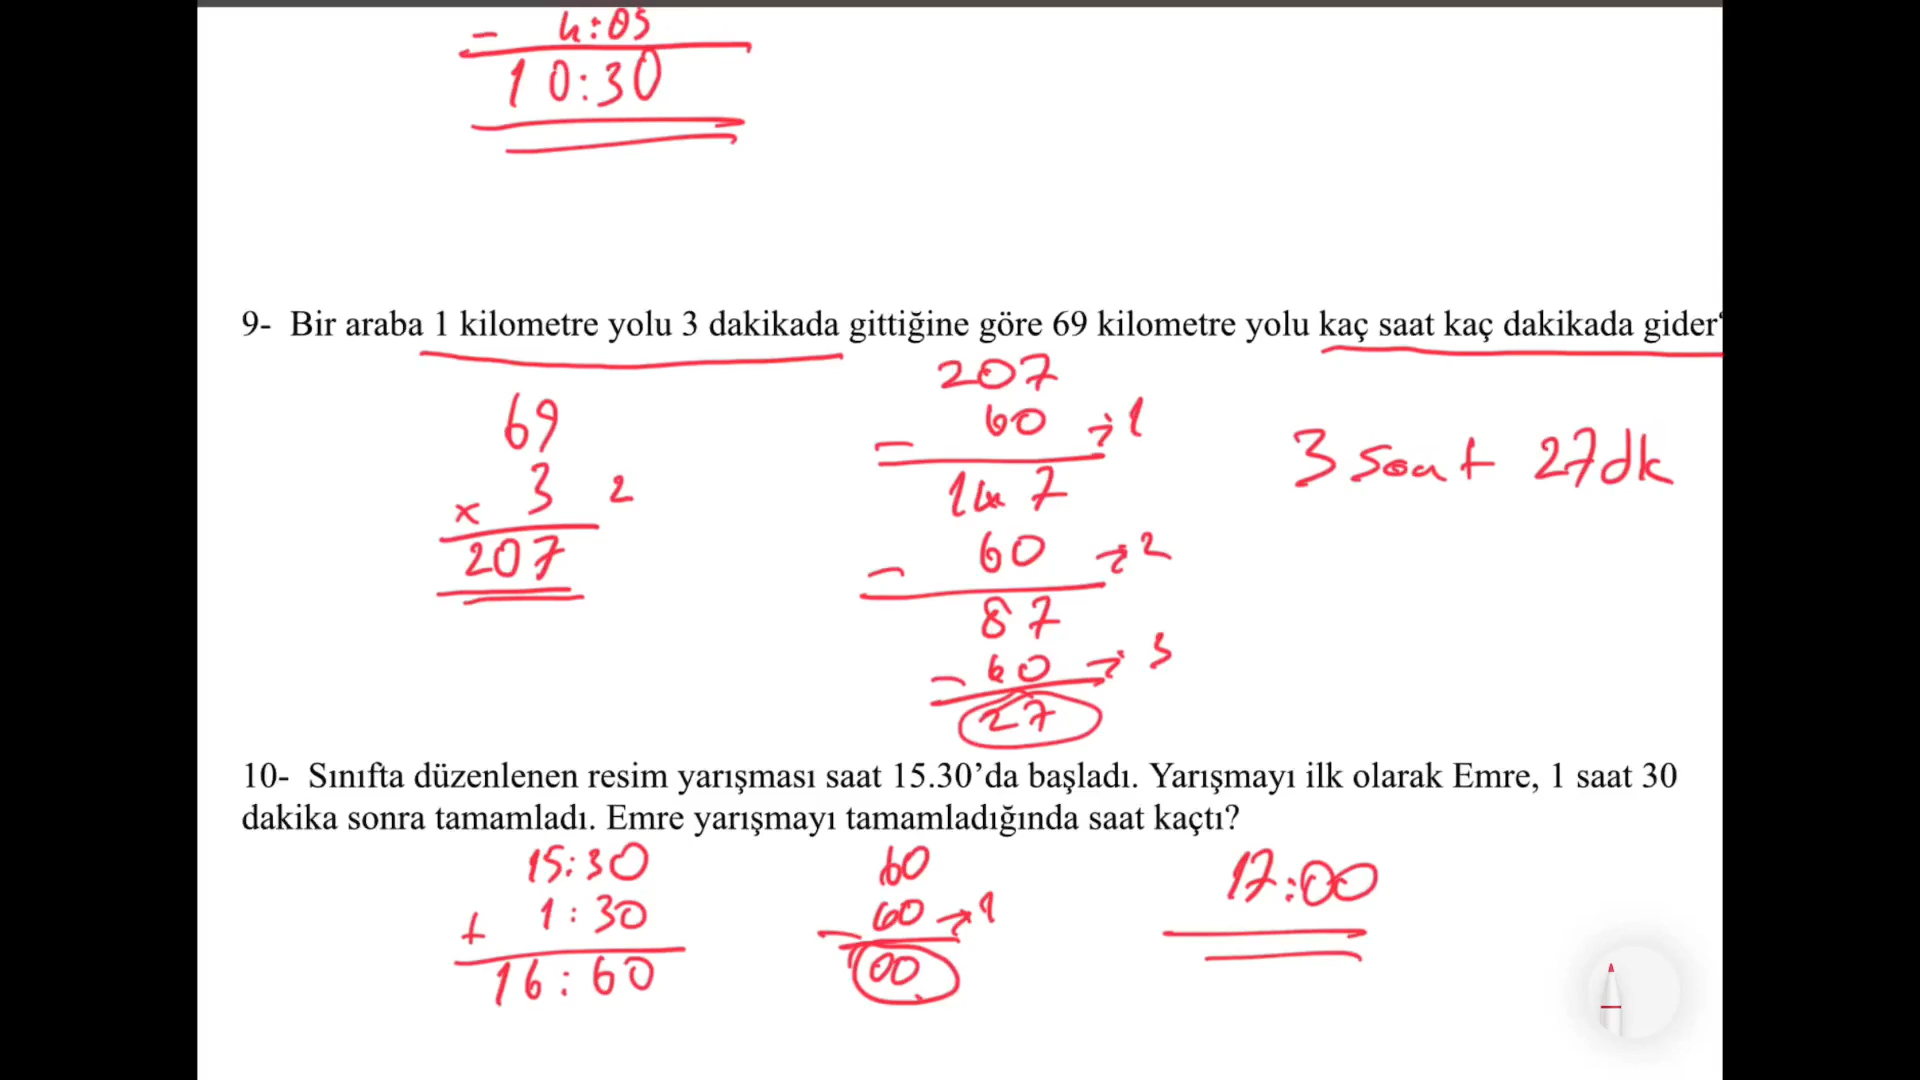 - 4:05
10:30
9- Bir araba 1 kilometre yolu 3 dakikada gittiğine göre 69 kilometre yolu kaç saat kaç dakikada gider
69
x 3 2
207
207
- 60 → 1
147
- 60 → 2
87
- 60 → 3
27
3 saat 27dk
10- Sınıfta düzenlenen resim yarışması saat 15.30’da başladı. Yarışmayı ilk olarak Emre, 1 saat 30
dakika sonra tamamladı. Emre yarışmayı tamamladığında saat kaçtı?
15:30
+ 1:30
16:60
60
- 60 → 1
00
17:00